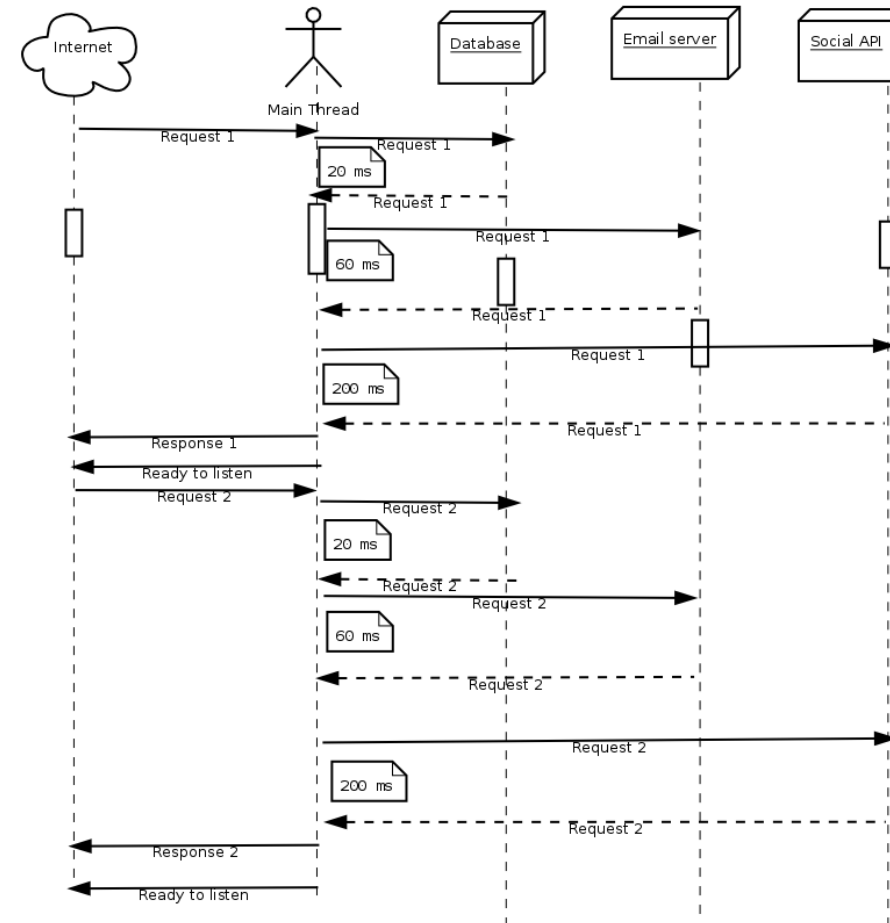 Internet
Main Thread
Database
Email server
Social API
Request 1
Request 1
20 ms
Request 1
Request 1
60 ms
Request 1
Request 1
200 ms
Request 1
Response 1
Ready to listen
Request 2
Request 2
20 ms
Request 2
Request 2
60 ms
Request 2
Request 2
200 ms
Request 2
Response 2
Ready to listen